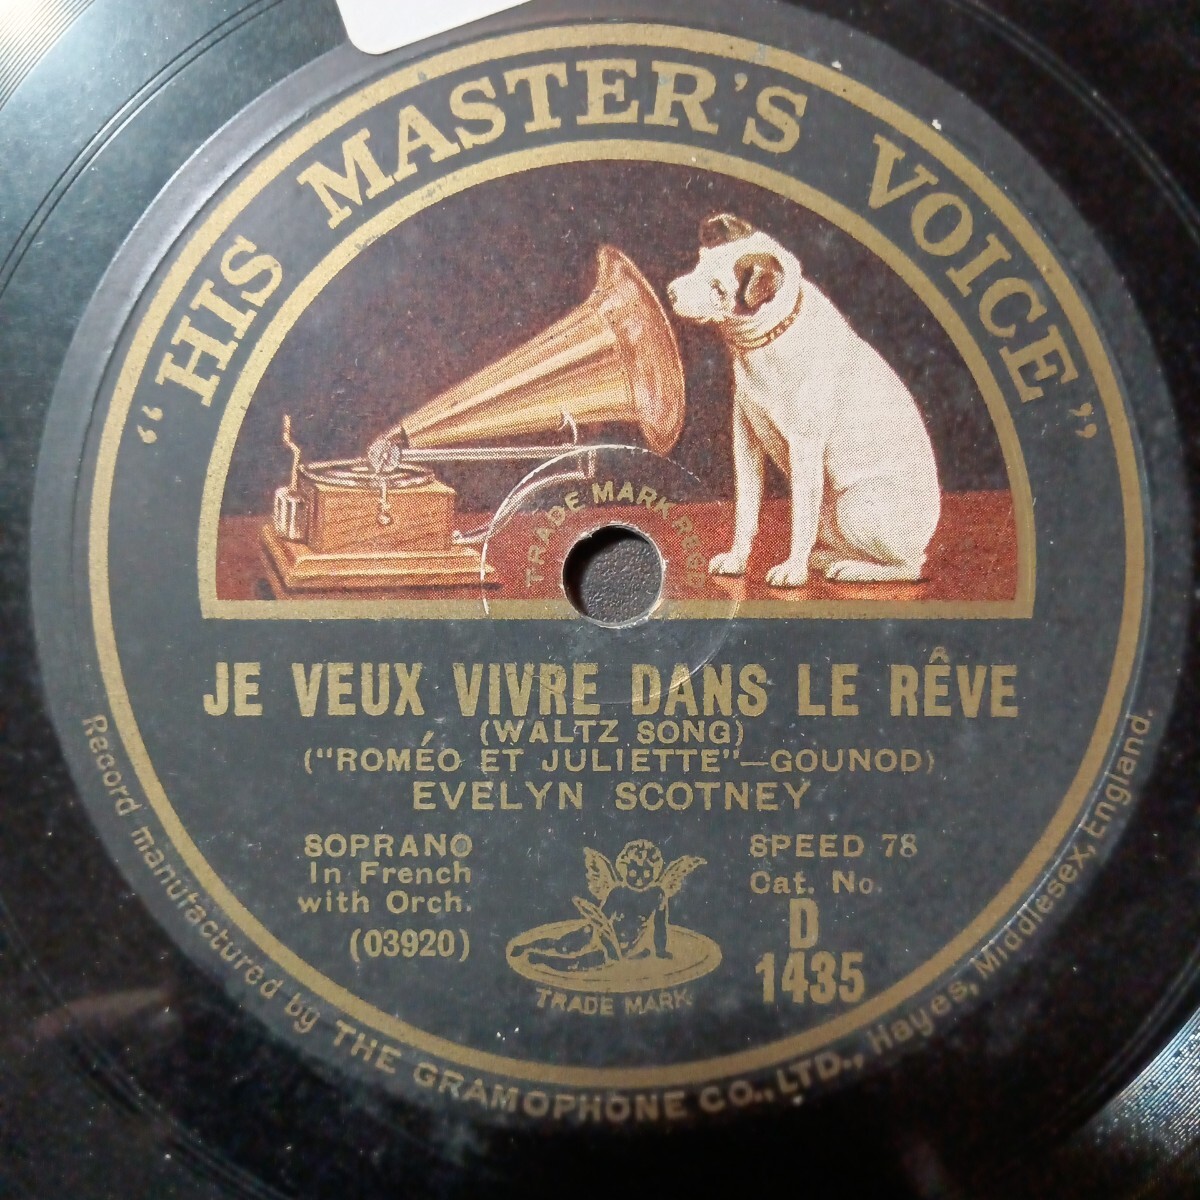 “HIS MASTER'S VOICE”
TRADE MARK REGD
JE VEUX VIVRE DANS LE RÊVE
(WALTZ SONG)
("ROMÉO ET JULIETTE"—GOUNOD)
EVELYN SCOTNEY
SOPRANO
In French
with Orch.
(03920)
SPEED 78
Cat. No.
D
1435
TRADE MARK
Record manufactured by THE GRAMOPHONE CO., LTD., Hayes, Middlesex, England.